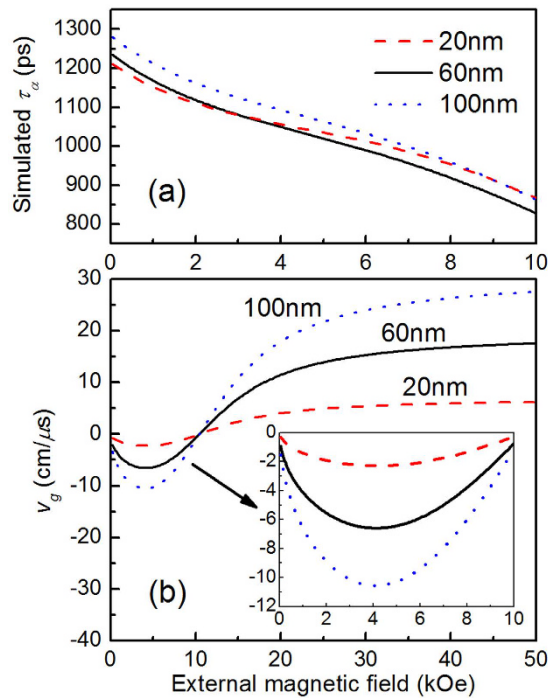 Simulated τα (ps)
1300
1200
1100
1000
900
800
20nm
60nm
100nm
(a)
0 2 4 6 8 10
vg (cm/μs)
30
20
10
0
-10
-20
-30
-40
100nm
60nm
20nm
0
-2
-4
-6
-8
-10
-12
0 2 4 6 8 10
(b)
0 10 20 30 40 50
External magnetic field (kOe)